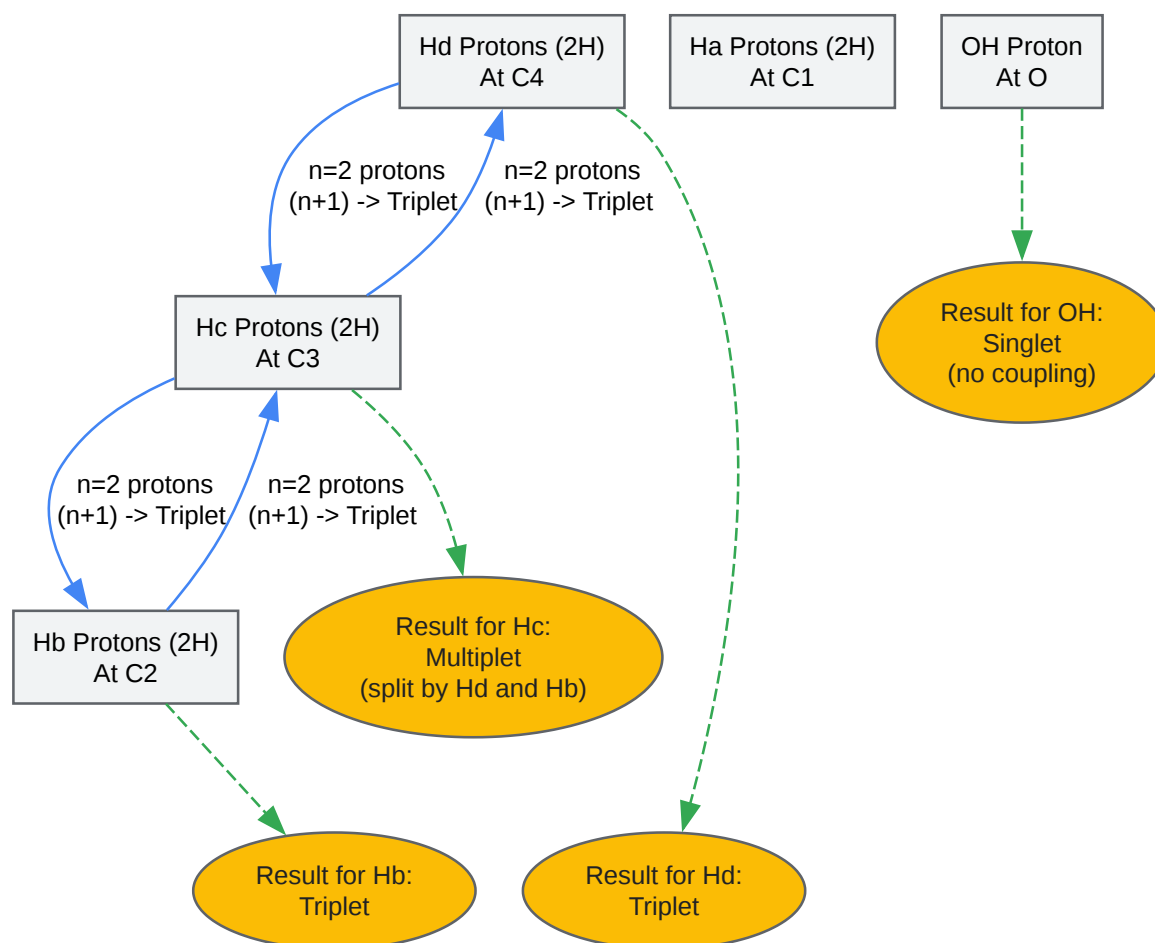 Hd Protons (2H)
At C4
Ha Protons (2H)
At C1
OH Proton
At O
n=2 protons
(n+1) -> Triplet
n=2 protons
(n+1) -> Triplet
Hc Protons (2H)
At C3
Result for OH:
Singlet
(no coupling)
n=2 protons
(n+1) -> Triplet
n=2 protons
(n+1) -> Triplet
Hb Protons (2H)
At C2
Result for Hc:
Multiplet
(split by Hd and Hb)
Result for Hb:
Triplet
Result for Hd:
Triplet